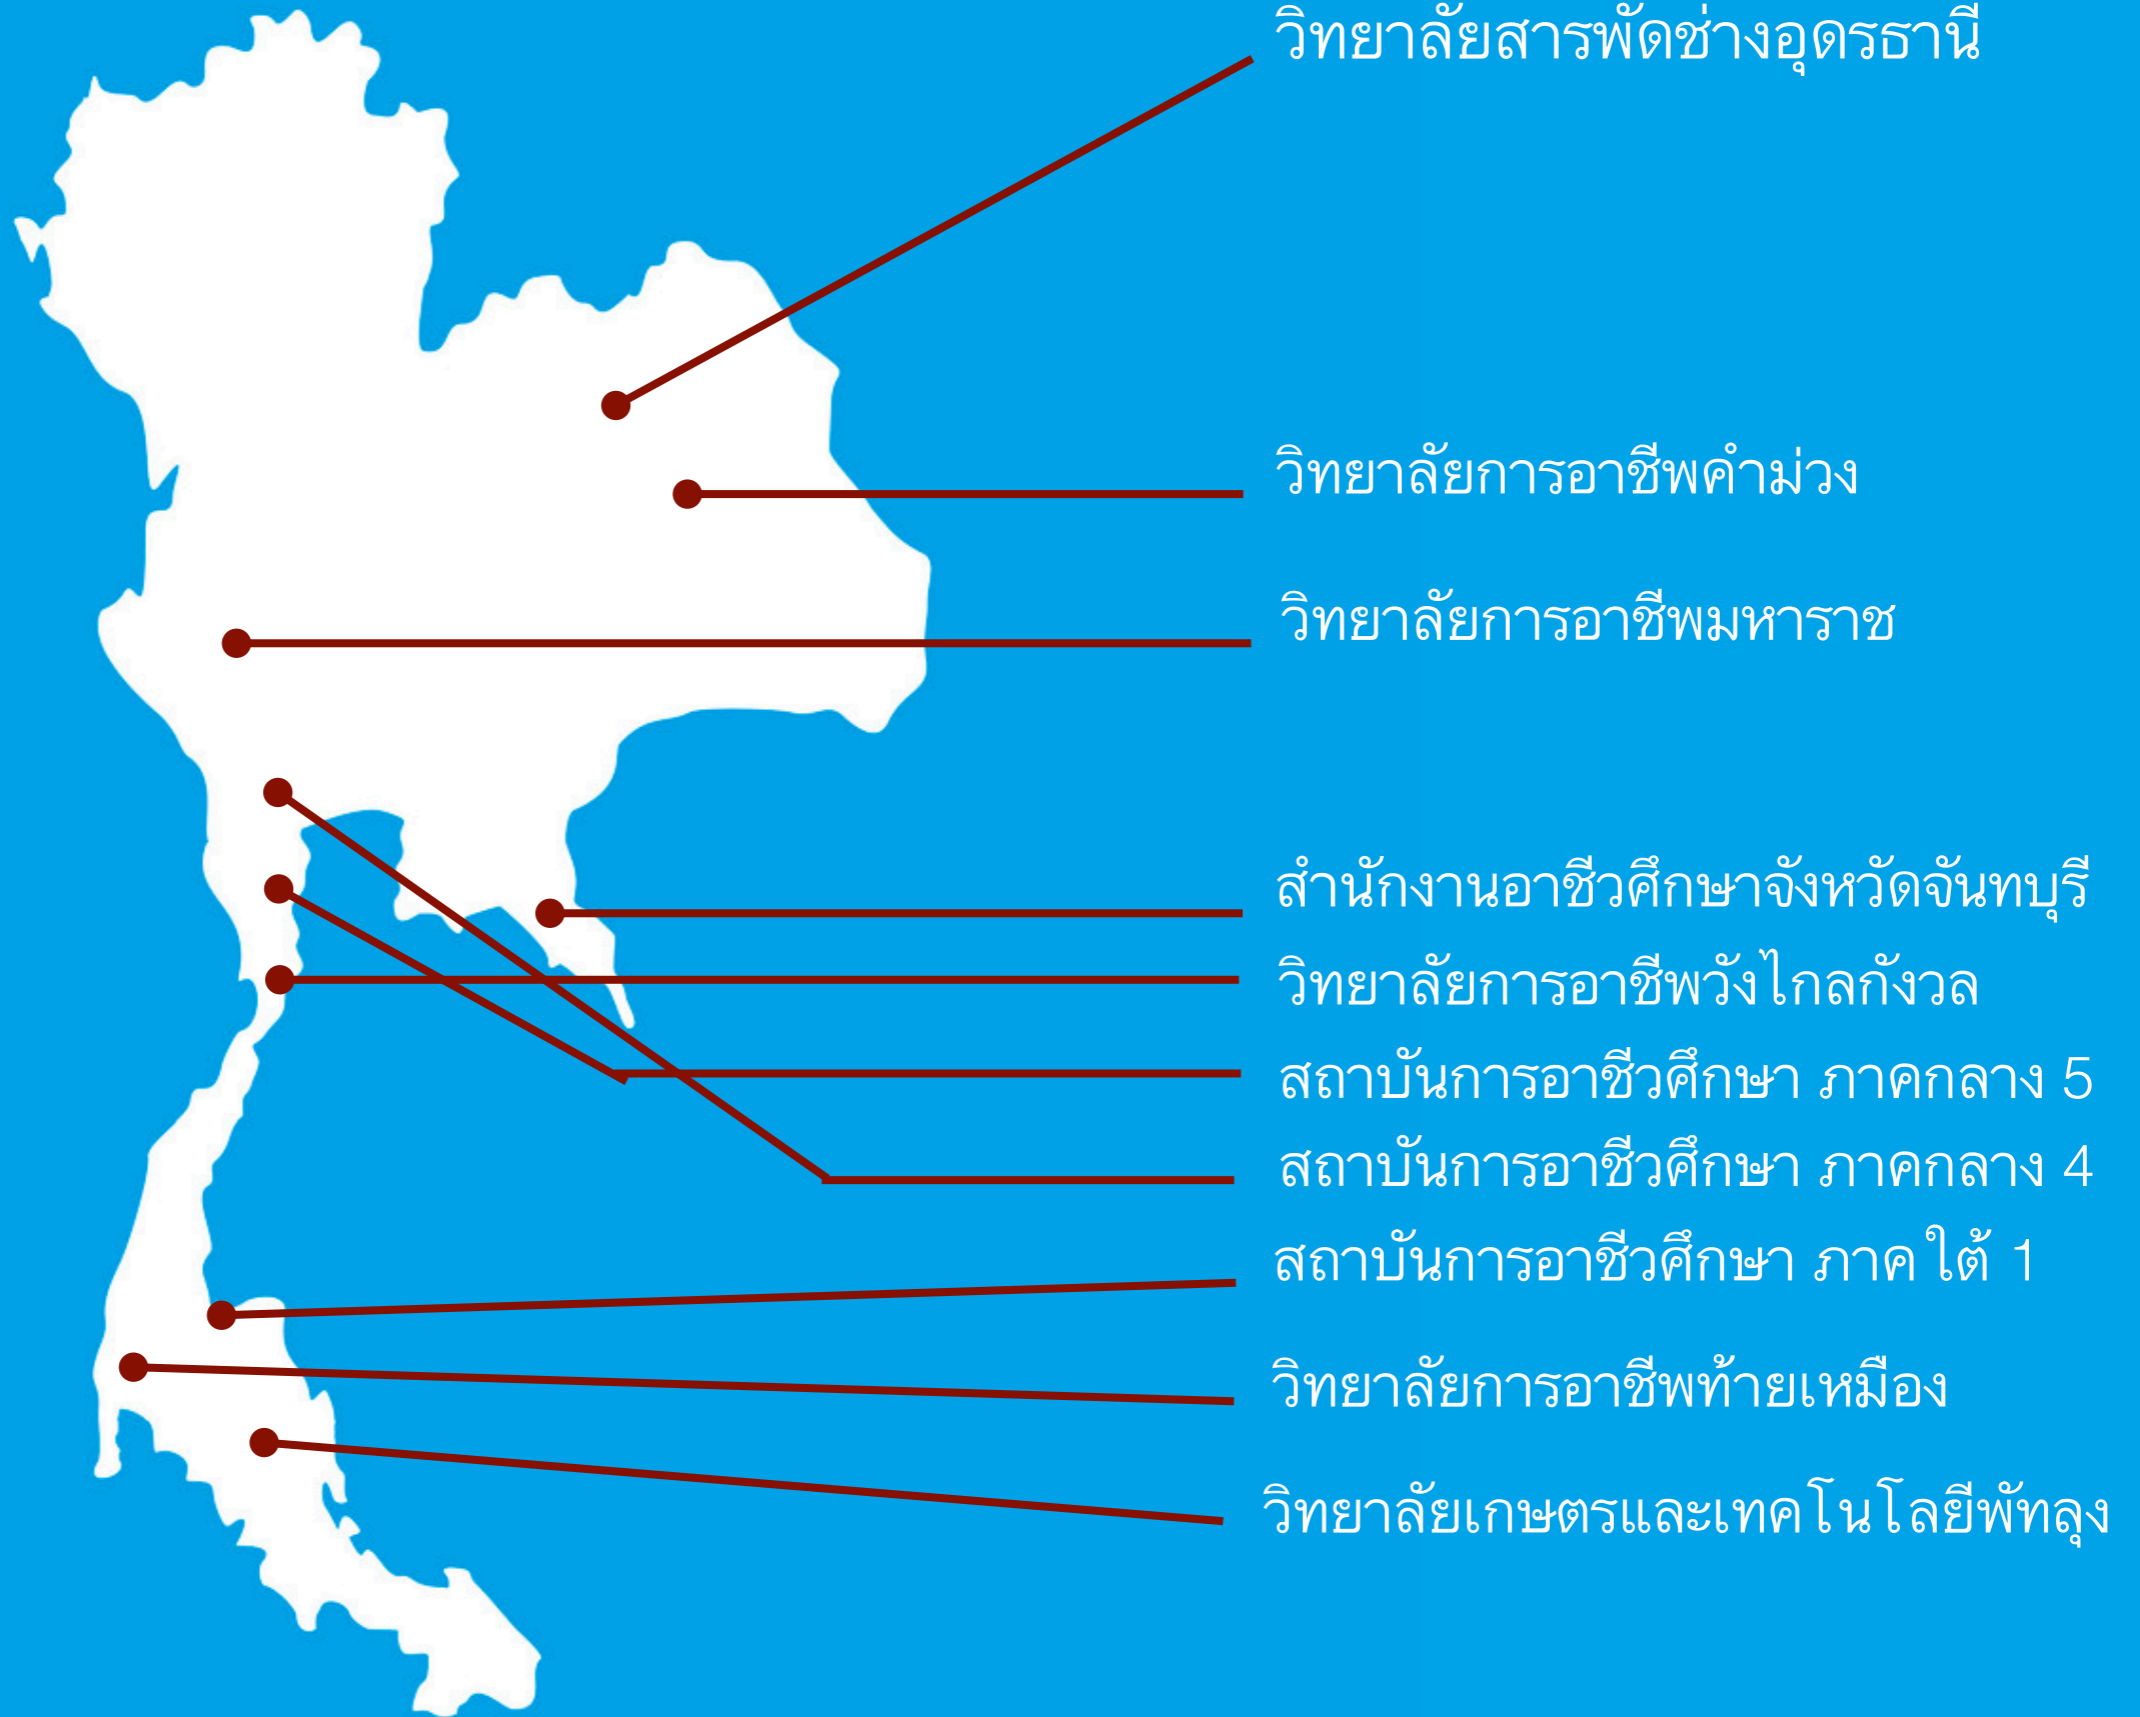 วิทยาลัยสารพัดช่างอุดรธานี
วิทยาลัยการอาชีพคำม่วง
วิทยาลัยการอาชีพมหาราช
สำนักงานอาชีวศึกษาจังหวัดจันทบุรี
วิทยาลัยการอาชีพวังไกลกังวล
สถาบันการอาชีวศึกษา ภาคกลาง 5
สถาบันการอาชีวศึกษา ภาคกลาง 4
สถาบันการอาชีวศึกษา ภาคใต้ 1
วิทยาลัยการอาชีพท้ายเหมือง
วิทยาลัยเกษตรและเทคโนโลยีพัทลุง